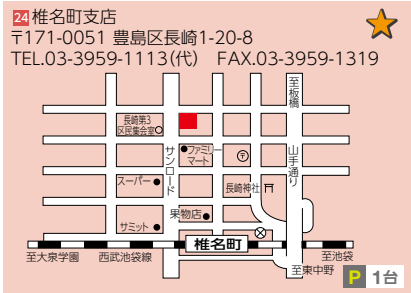 24 椎名町支店
〒171-0051 豊島区長崎1-20-8
TEL.03-3959-1113(代) FAX.03-3959-1319
至板橋
長崎第3
区民集会室
サンロード
ファミリー
マート
〒
山手通り
スーパー
長崎神社
果物店
サミット
椎名町
至大泉学園
西武池袋線
至池袋
至東中野
P 1台